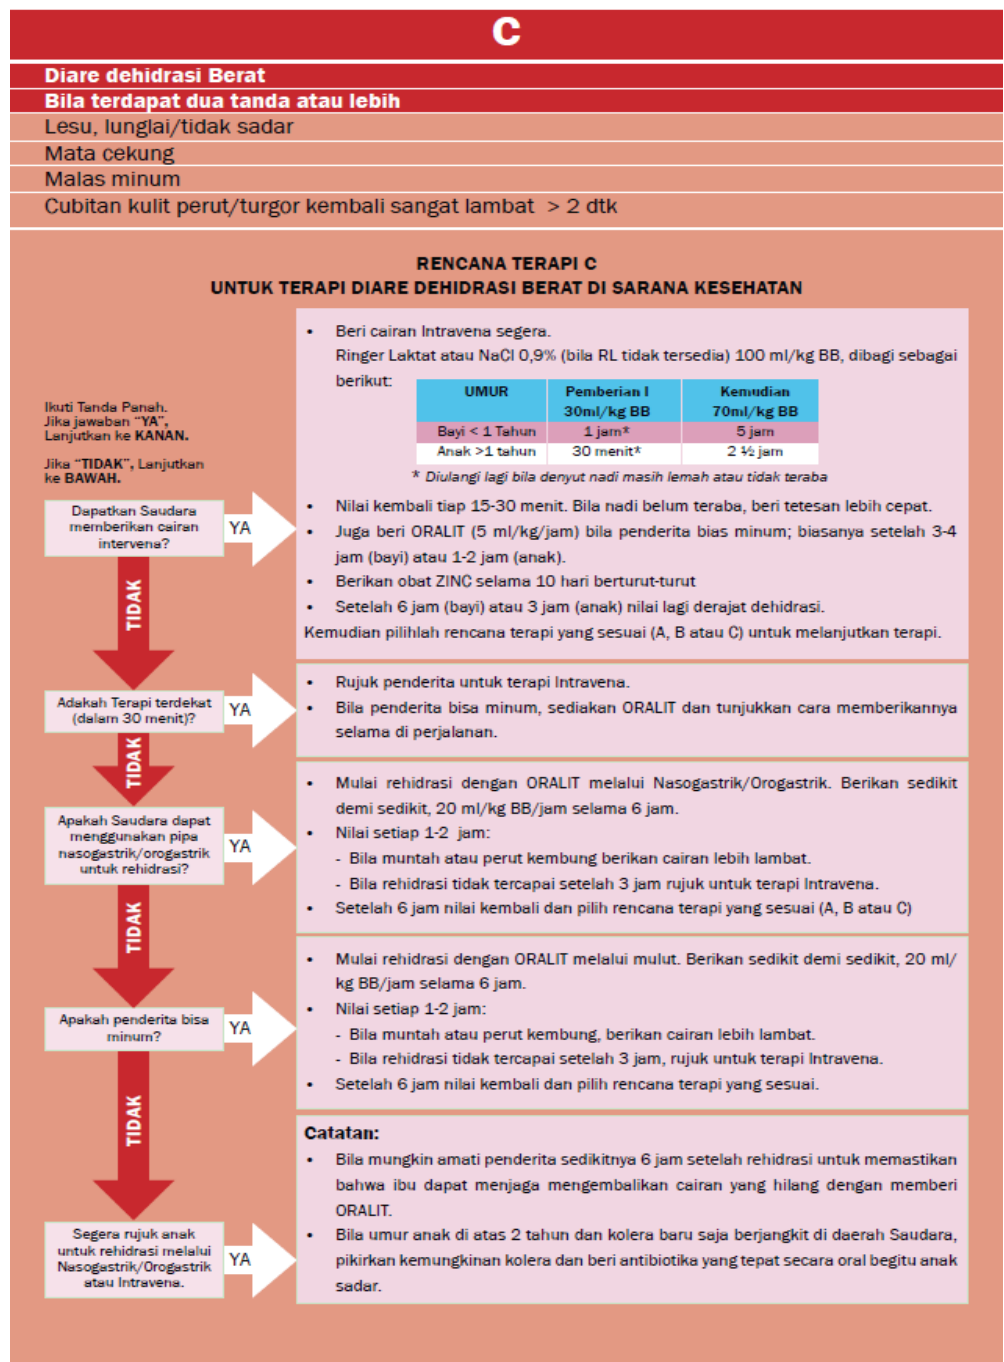 C
Diare dehidrasi Berat
Bila terdapat dua tanda atau lebih
Lesu, lunglai/tidak sadar
Mata cekung
Malas minum
Cubitan kulit perut/turgor kembali sangat lambat > 2 dtk
RENCANA TERAPI C
UNTUK TERAPI DIARE DEHIDRASI BERAT DI SARANA KESEHATAN
Ikuti Tanda Panah.
Jika jawaban “YA”,
Lanjutkan ke KANAN.
Jika “TIDAK”, Lanjutkan
ke BAWAH.
Dapatkan Saudara
memberikan cairan
intervena?
YA
• Beri cairan Intravena segera.
Ringer Laktat atau NaCl 0,9% (bila RL tidak tersedia) 100 ml/kg BB, dibagi sebagai
berikut:
UMUR Pemberian I Kemudian
30ml/kg BB 70ml/kg BB
Bayi < 1 Tahun 1 jam* 5 jam
Anak >1 tahun 30 menit* 2 ½ jam
* Diulangi lagi bila denyut nadi masih lemah atau tidak teraba
• Nilai kembali tiap 15-30 menit. Bila nadi belum teraba, beri tetesan lebih cepat.
• Juga beri ORALIT (5 ml/kg/jam) bila penderita bias minum; biasanya setelah 3-4
jam (bayi) atau 1-2 jam (anak).
• Berikan obat ZINC selama 10 hari berturut-turut
• Setelah 6 jam (bayi) atau 3 jam (anak) nilai lagi derajat dehidrasi.
Kemudian pilihlah rencana terapi yang sesuai (A, B atau C) untuk melanjutkan terapi.
TIDAK
Adakah Terapi terdekat
(dalam 30 menit)?
YA
• Rujuk penderita untuk terapi Intravena.
• Bila penderita bisa minum, sediakan ORALIT dan tunjukkan cara memberikannya
selama di perjalanan.
TIDAK
Apakah Saudara dapat
menggunakan pipa
nasogastrik/orogastrik
untuk rehidrasi?
YA
• Mulai rehidrasi dengan ORALIT melalui Nasogastrik/Orogastrik. Berikan sedikit
demi sedikit, 20 ml/kg BB/jam selama 6 jam.
• Nilai setiap 1-2 jam:
- Bila muntah atau perut kembung berikan cairan lebih lambat.
- Bila rehidrasi tidak tercapai setelah 3 jam rujuk untuk terapi Intravena.
• Setelah 6 jam nilai kembali dan pilih rencana terapi yang sesuai (A, B atau C)
TIDAK
Apakah penderita bisa
minum?
YA
• Mulai rehidrasi dengan ORALIT melalui mulut. Berikan sedikit demi sedikit, 20 ml/
kg BB/jam selama 6 jam.
• Nilai setiap 1-2 jam:
- Bila muntah atau perut kembung, berikan cairan lebih lambat.
- Bila rehidrasi tidak tercapai setelah 3 jam, rujuk untuk terapi Intravena.
• Setelah 6 jam nilai kembali dan pilih rencana terapi yang sesuai.
TIDAK
Segera rujuk anak
untuk rehidrasi melalui
Nasogastrik/Orogastrik
atau Intravena.
YA
Catatan:
• Bila mungkin amati penderita sedikitnya 6 jam setelah rehidrasi untuk memastikan
bahwa ibu dapat menjaga mengembalikan cairan yang hilang dengan memberi
ORALIT.
• Bila umur anak di atas 2 tahun dan kolera baru saja berjangkit di daerah Saudara,
pikirkan kemungkinan kolera dan beri antibiotika yang tepat secara oral begitu anak
sadar.